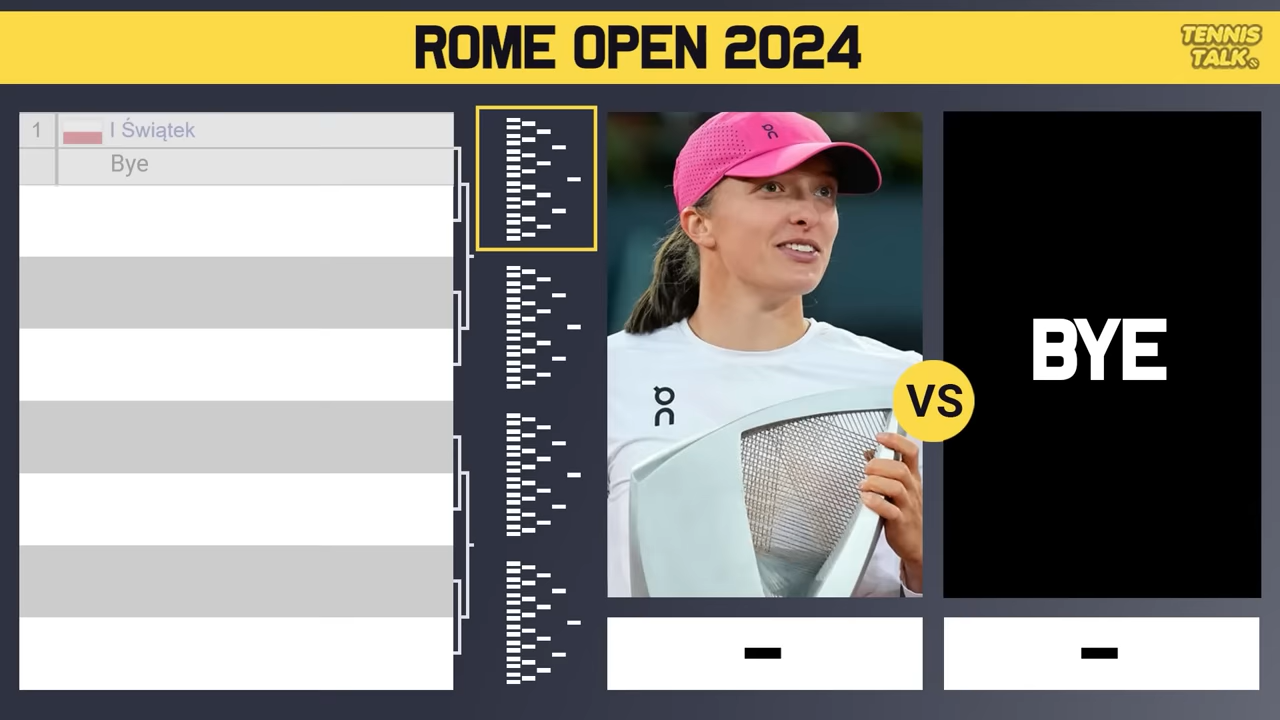 ROME OPEN 2024
TENNIS
TALK
1 I Świątek
Bye
BYE
VS